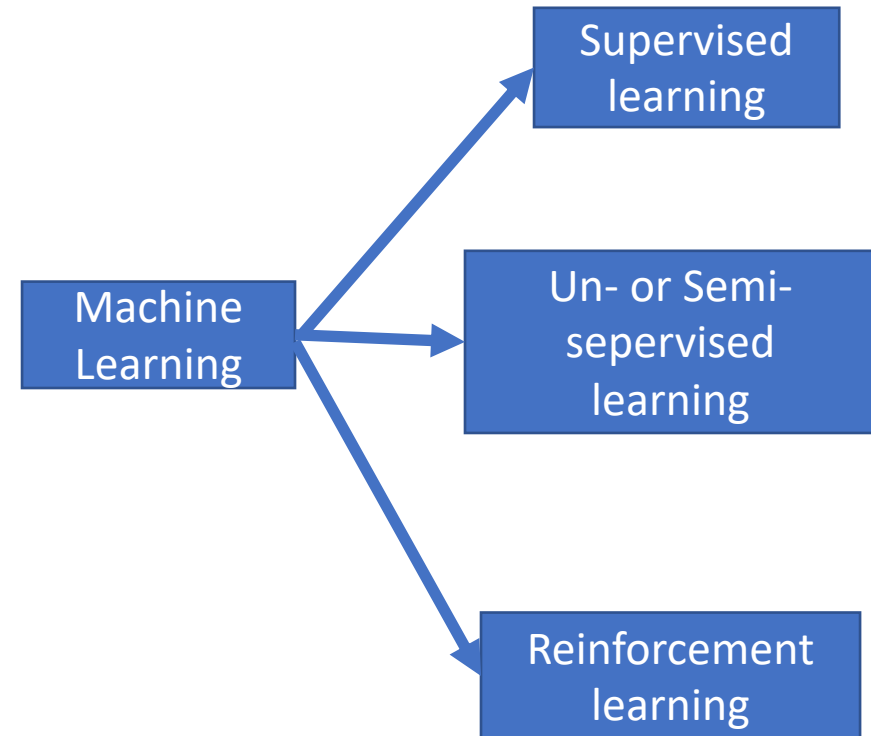 Supervised
learning
Machine
Learning
Un- or Semi-
sepervised
learning
Reinforcement
learning